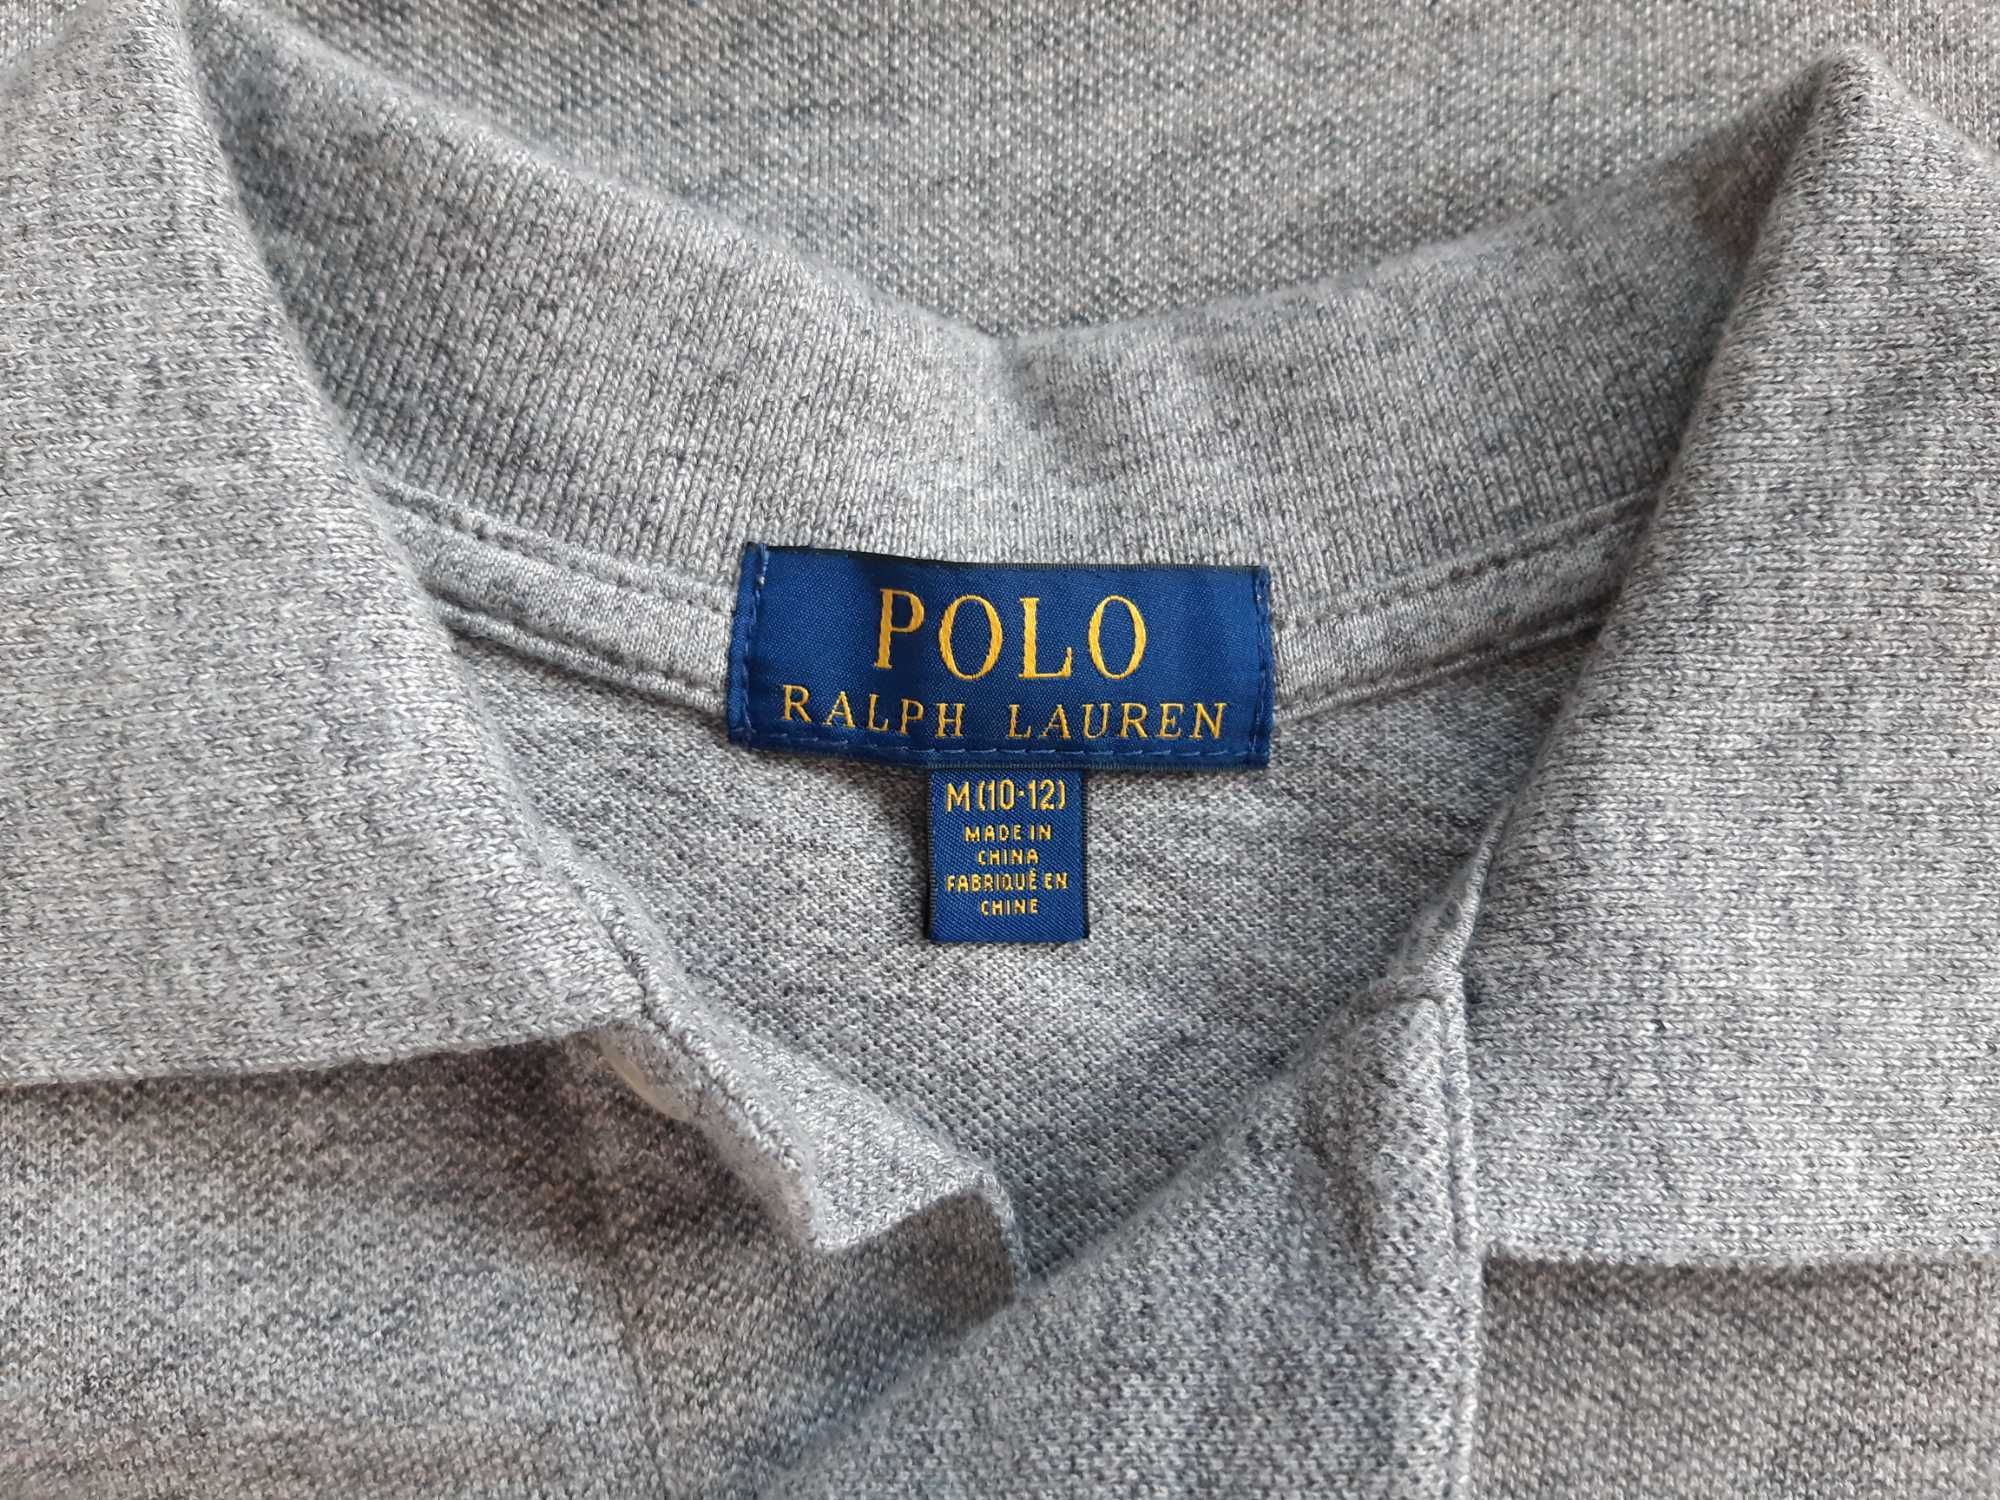 POLO
RALPH LAUREN
M (10-12)
MADE IN
CHINA
FABRIQUÉ EN
CHINE